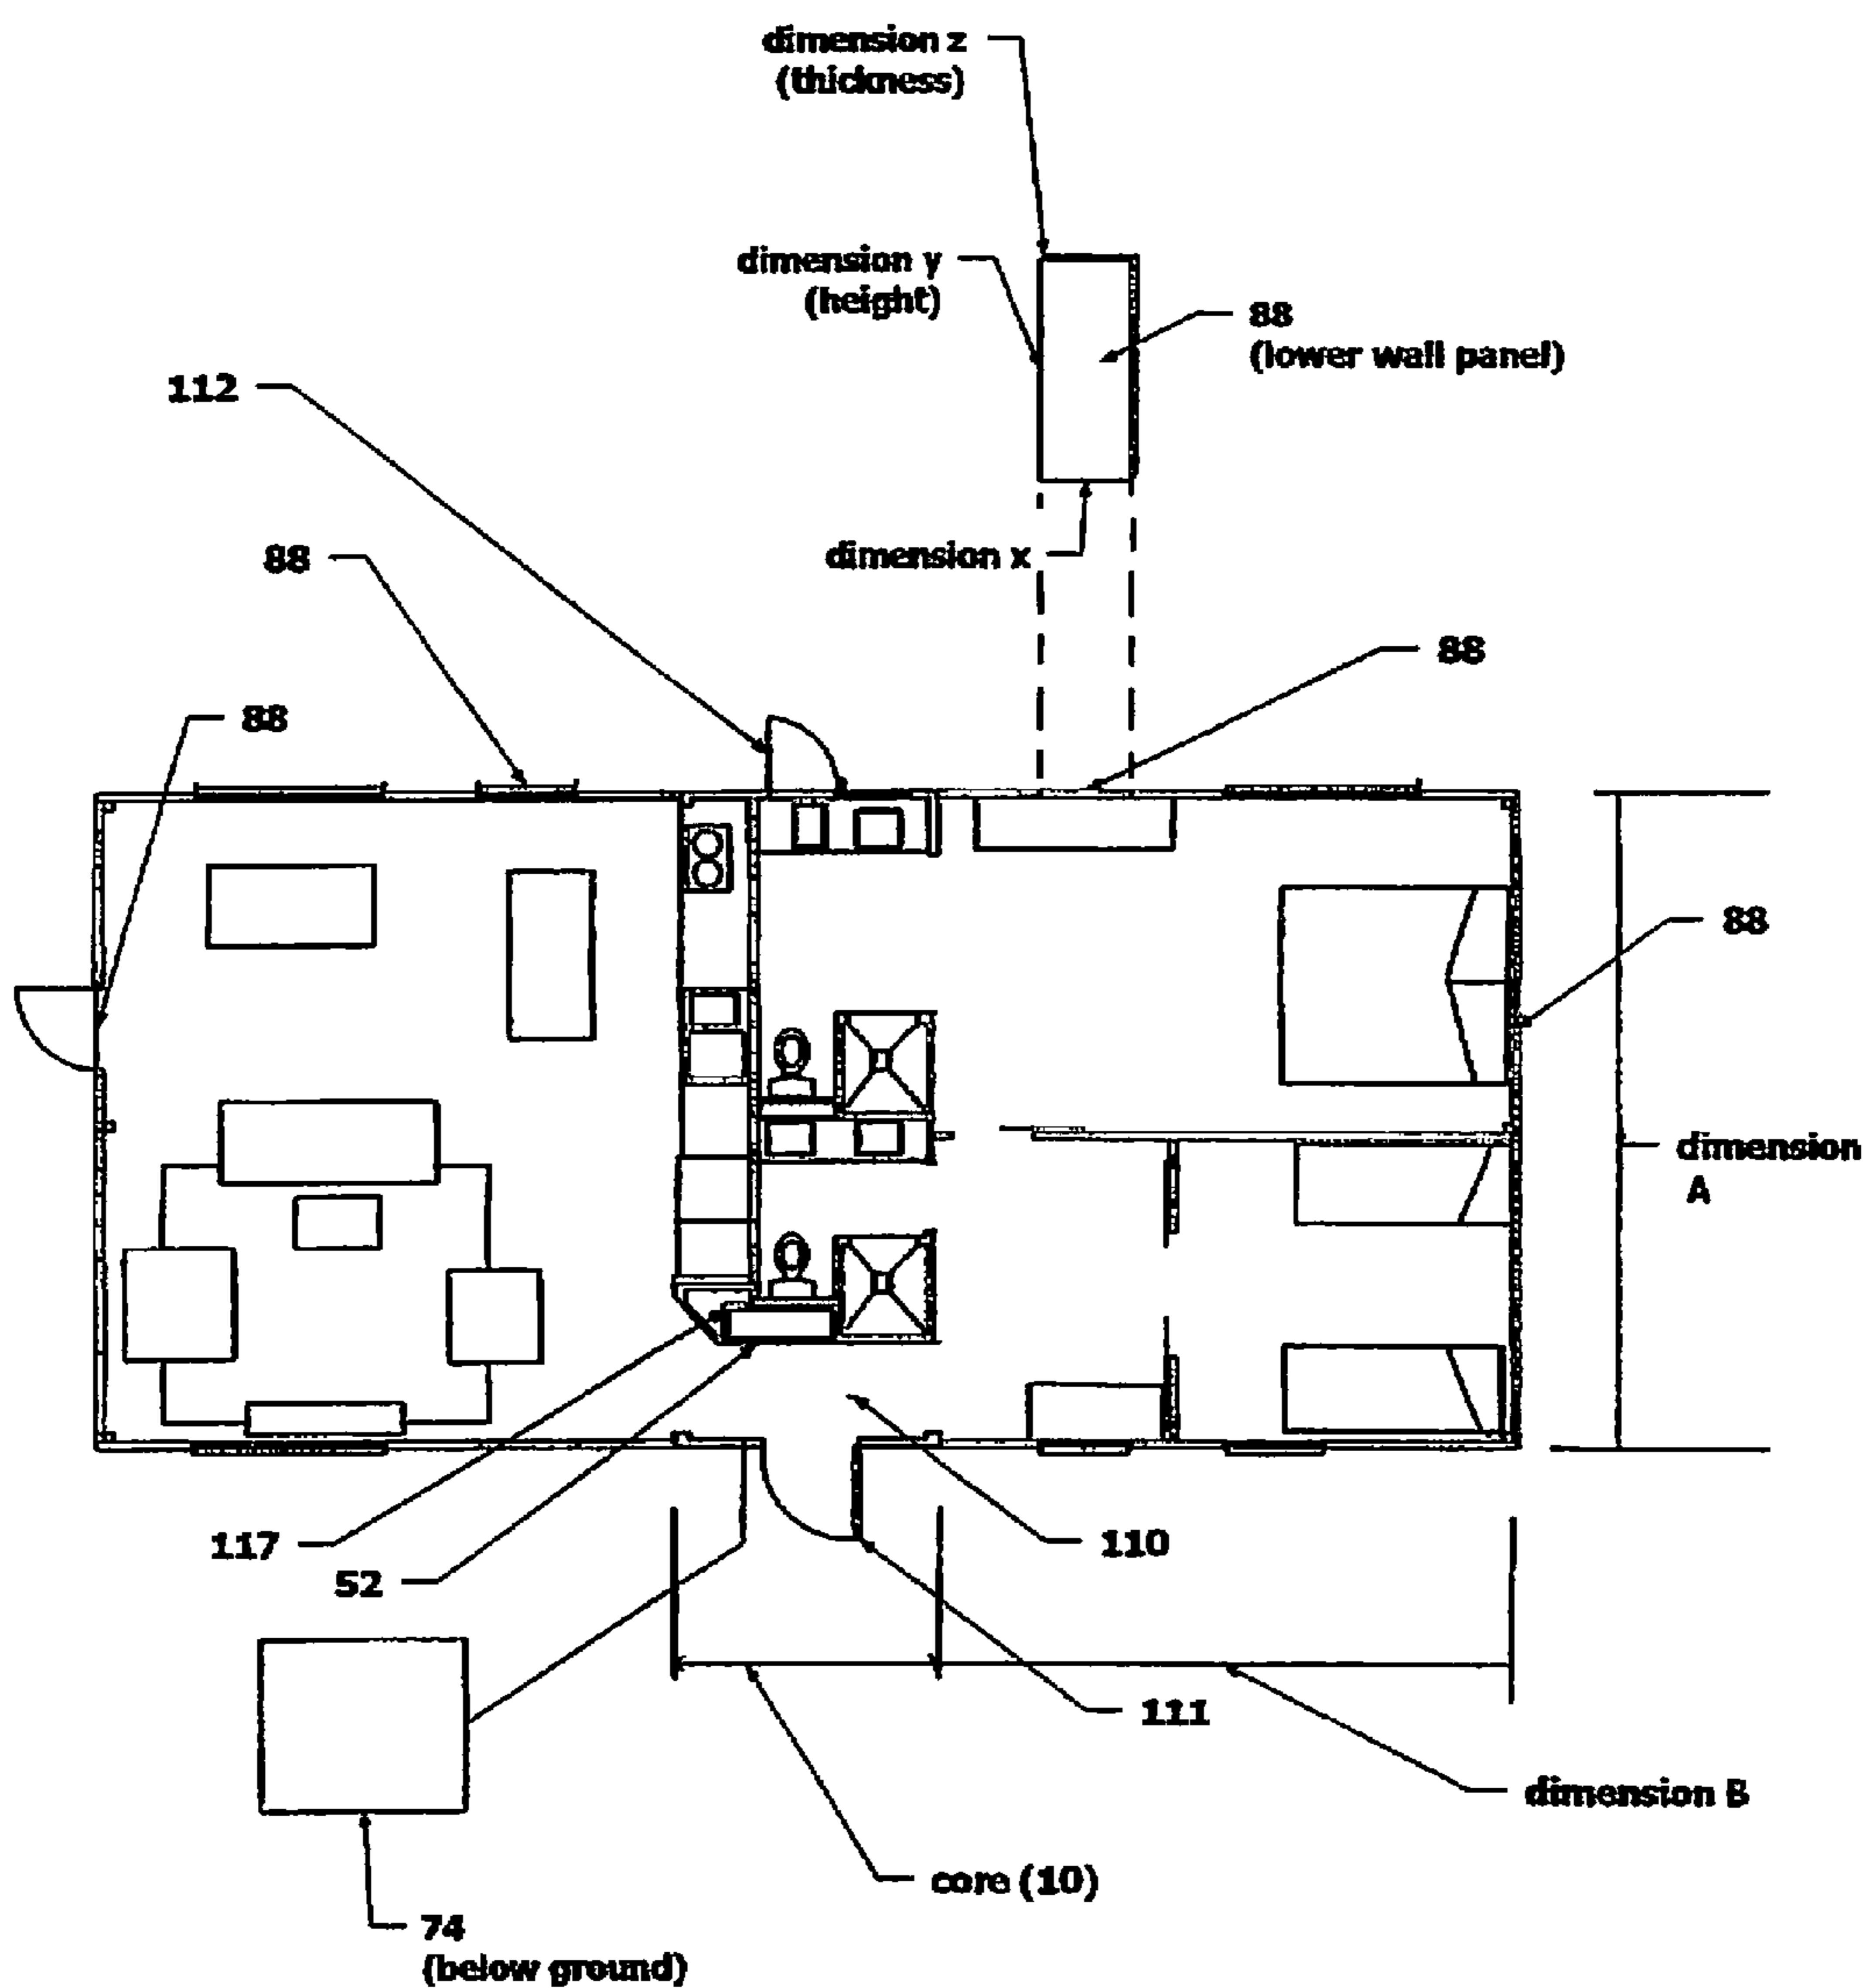 dimension z
(thickness)
dimension y
(height)
88
(lower wall panel)
112
dimension x
88
88
88
88
dimension
A
117
110
52
111
dimension B
core (10)
74
(below ground)